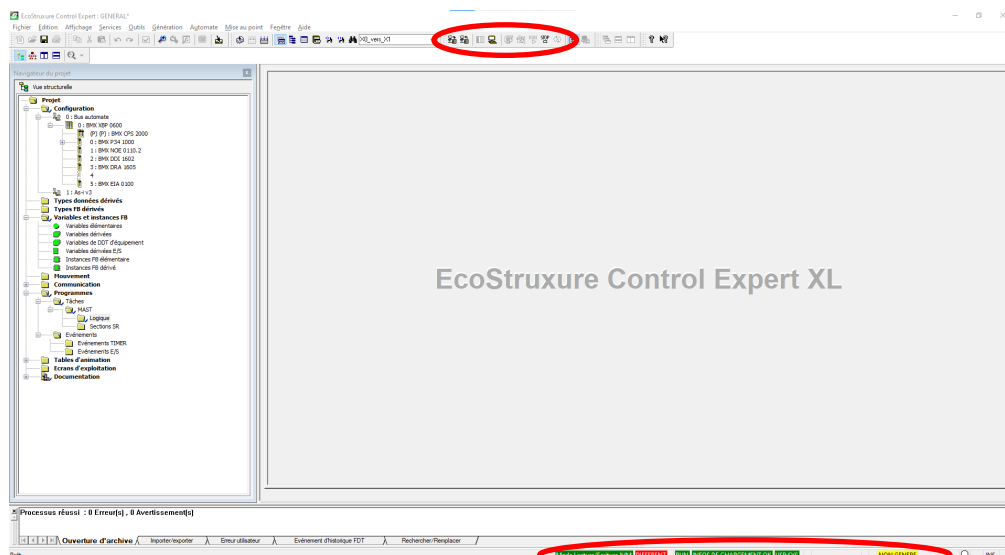 EcoStruxure Control Expert : GENERAL*
Fichier Edition Affichage Services Outils Génération Automate Mise au point Fenêtre Aide
X0_vers_X1
Navigateur du projet
Vue structurelle
Projet
Configuration
0 : Bus automate
0 : BMX XBP 0600
(P) (P) : BMX CPS 2000
0 : BMX P34 1000
1 : BMX NOE 0110.2
2 : BMX DDI 1602
3 : BMX DRA 1605
4
5 : BMX EIA 0100
1 : As-i v3
Types données dérivés
Types FB dérivés
Variables et instances FB
Variables élémentaires
Variables dérivées
Variables de DDT d'équipement
Variables dérivées E/S
Instances FB élémentaire
Instances FB dérivé
Mouvement
Communication
Programmes
Tâches
MAST
Logique
Sections SR
Evénements
Evénements TIMER
Evénements E/S
Tables d'animation
Ecrans d'exploitation
Documentation
EcoStruxure Control Expert XL
Processus réussi : 0 Erreur(s) , 0 Avertissement(s)
Ouverture d'archive Importer/exporter Erreur utilisateur Evénement d'historique FDT Rechercher/Remplacer
DIFFERENT RUN INFOS DE CHARGEMENT OK NON GENERE